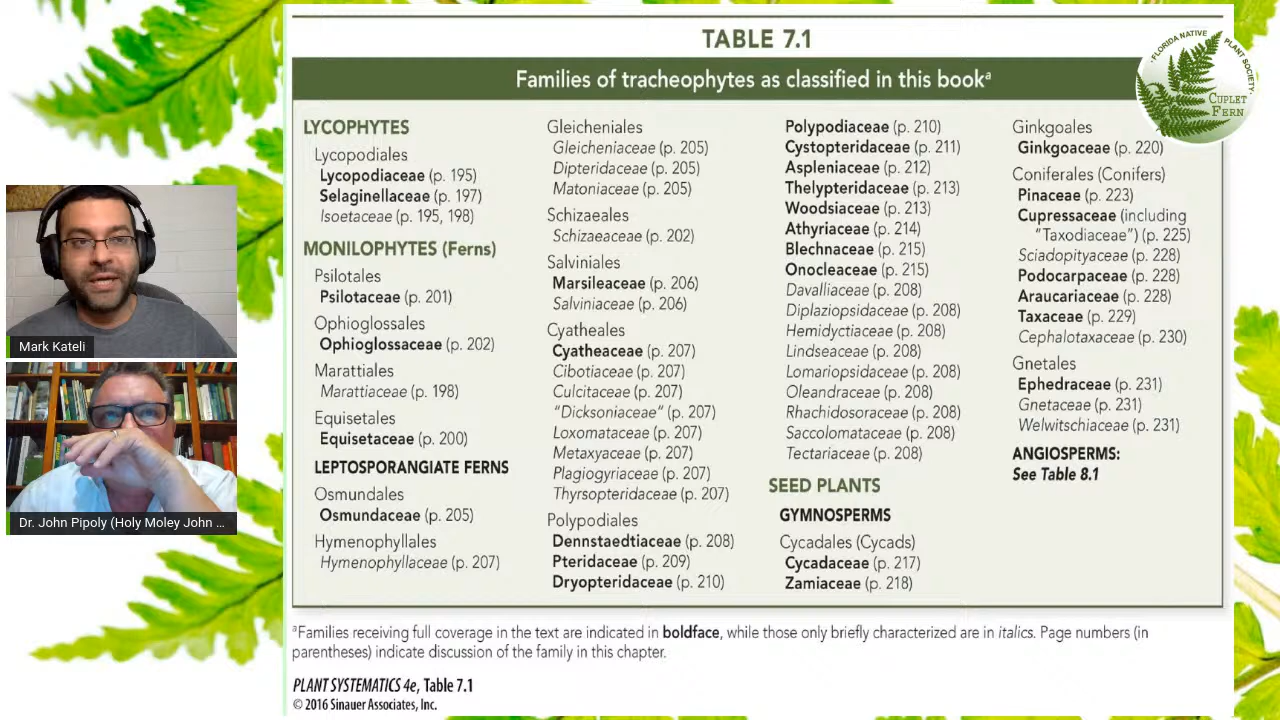 TABLE 7.1
Families of tracheophytes as classified in this bookᵃ
LYCOPHYTES
Lycopodiales
Lycopodiaceae (p. 195)
Selaginellaceae (p. 197)
Isoetaceae (p. 195, 198)
MONILOPHYTES (Ferns)
Psilotales
Psilotaceae (p. 201)
Ophioglossales
Ophioglossaceae (p. 202)
Marattiales
Marattiaceae (p. 198)
Equisetales
Equisetaceae (p. 200)
LEPTOSPORANGIATE FERNS
Osmundales
Osmundaceae (p. 205)
Hymenophyllales
Hymenophyllaceae (p. 207)
Gleicheniales
Gleicheniaceae (p. 205)
Dipteridaceae (p. 205)
Matoniaceae (p. 205)
Schizaeales
Schizaeaceae (p. 202)
Salviniales
Marsileaceae (p. 206)
Salviniaceae (p. 206)
Cyatheales
Cyatheaceae (p. 207)
Cibotiaceae (p. 207)
Culcitaceae (p. 207)
"Dicksoniaceae" (p. 207)
Loxomataceae (p. 207)
Metaxyaceae (p. 207)
Plagiogyriaceae (p. 207)
Thyrsopteridaceae (p. 207)
Polypodiales
Dennstaedtiaceae (p. 208)
Pteridaceae (p. 209)
Dryopteridaceae (p. 210)
Polypodiaceae (p. 210)
Cystopteridaceae (p. 211)
Aspleniaceae (p. 212)
Thelypteridaceae (p. 213)
Woodsiaceae (p. 213)
Athyriaceae (p. 214)
Blechnaceae (p. 215)
Onocleaceae (p. 215)
Davalliaceae (p. 208)
Diplaziopsidaceae (p. 208)
Hemidyctiaceae (p. 208)
Lindseaceae (p. 208)
Lomariopsidaceae (p. 208)
Oleandraceae (p. 208)
Rhachidosoraceae (p. 208)
Saccolomataceae (p. 208)
Tectariaceae (p. 208)
SEED PLANTS
GYMNOSPERMS
Cycadales (Cycads)
Cycadaceae (p. 217)
Zamiaceae (p. 218)
Ginkgoales
Ginkgoaceae (p. 220)
Coniferales (Conifers)
Pinaceae (p. 223)
Cupressaceae (including
"Taxodiaceae") (p. 225)
Sciadopityaceae (p. 228)
Podocarpaceae (p. 228)
Araucariaceae (p. 228)
Taxaceae (p. 229)
Cephalotaxaceae (p. 230)
Gnetales
Ephedraceae (p. 231)
Gnetaceae (p. 231)
Welwitschiaceae (p. 231)
ANGIOSPERMS:
See Table 8.1
ᵃFamilies receiving full coverage in the text are indicated in boldface, while those only briefly characterized are in italics. Page numbers (in
parentheses) indicate discussion of the family in this chapter.
PLANT SYSTEMATICS 4e, Table 7.1
© 2016 Sinauer Associates, Inc.
FLORIDA NATIVE PLANT SOCIETY
CUPLET
FERN
Mark Kateli
Dr. John Pipoly (Holy Moley John ...